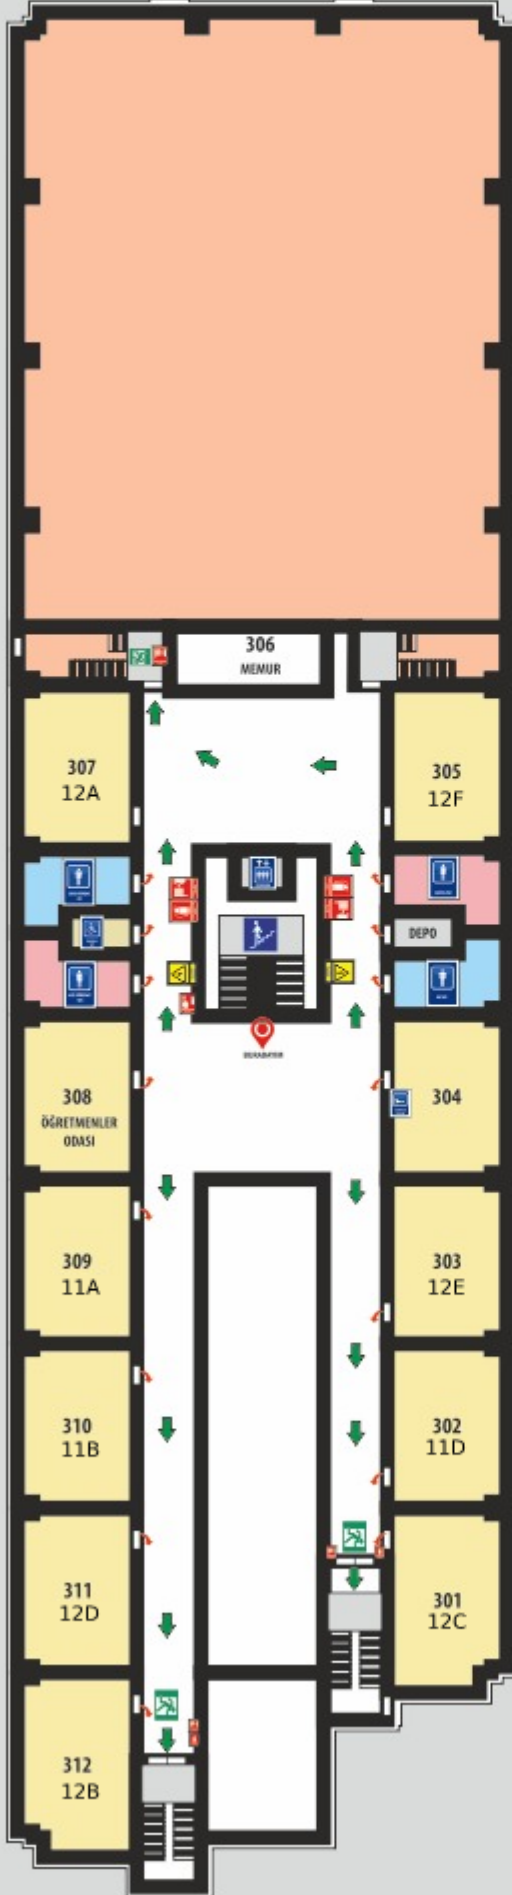 306
MEMUR
307
12A
305
12F
DEPO
308
ÖĞRETMENLER
ODASI
304
309
11A
303
12E
310
11B
302
11D
311
12D
301
12C
312
12B